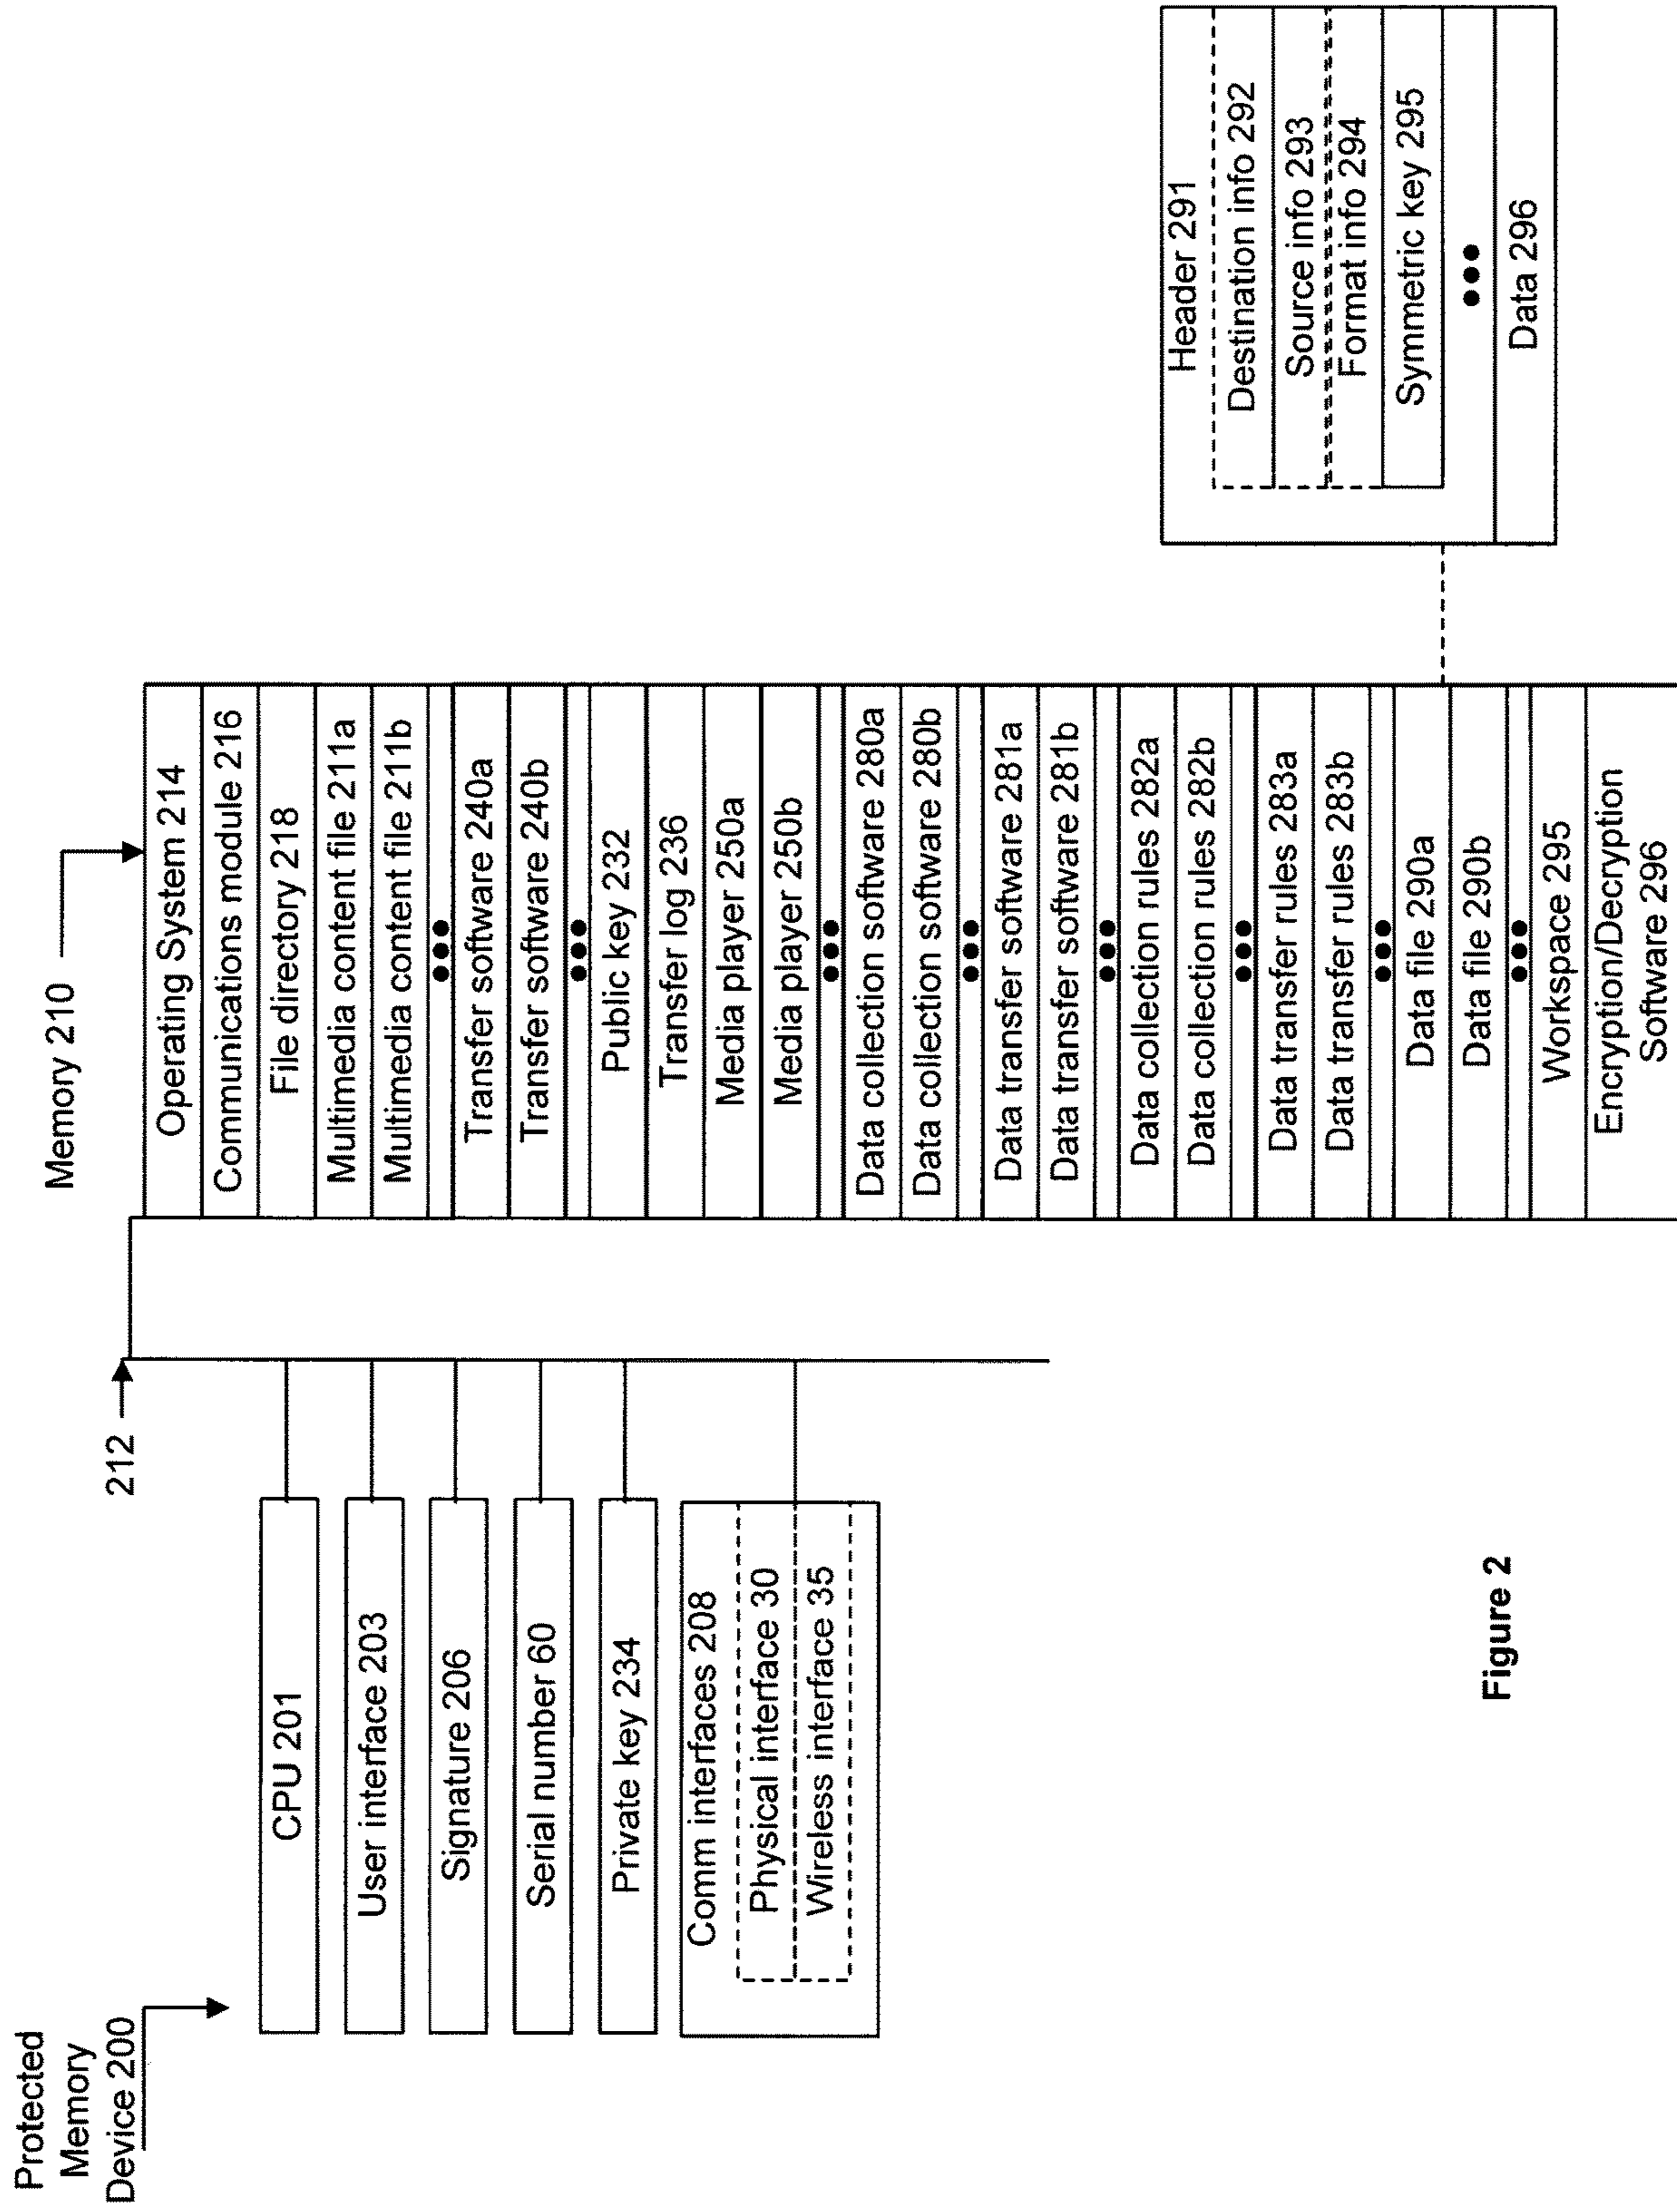 Protected
Memory
Device 200
CPU 201
User interface 203
Signature 206
Serial number 60
Private key 234
Comm interfaces 208
Physical interface 30
Wireless interface 35
212
Memory 210
Operating System 214
Communications module 216
File directory 218
Multimedia content file 211a
Multimedia content file 211b
•••
Transfer software 240a
Transfer software 240b
•••
Public key 232
Transfer log 236
Media player 250a
Media player 250b
•••
Data collection software 280a
Data collection software 280b
•••
Data transfer software 281a
Data transfer software 281b
•••
Data collection rules 282a
Data collection rules 282b
•••
Data transfer rules 283a
Data transfer rules 283b
•••
Data file 290a
Data file 290b
•••
Workspace 295
Encryption/Decryption
Software 296
Header 291
Destination info 292
Source info 293
Format info 294
Symmetric key 295
•••
Data 296
Figure 2